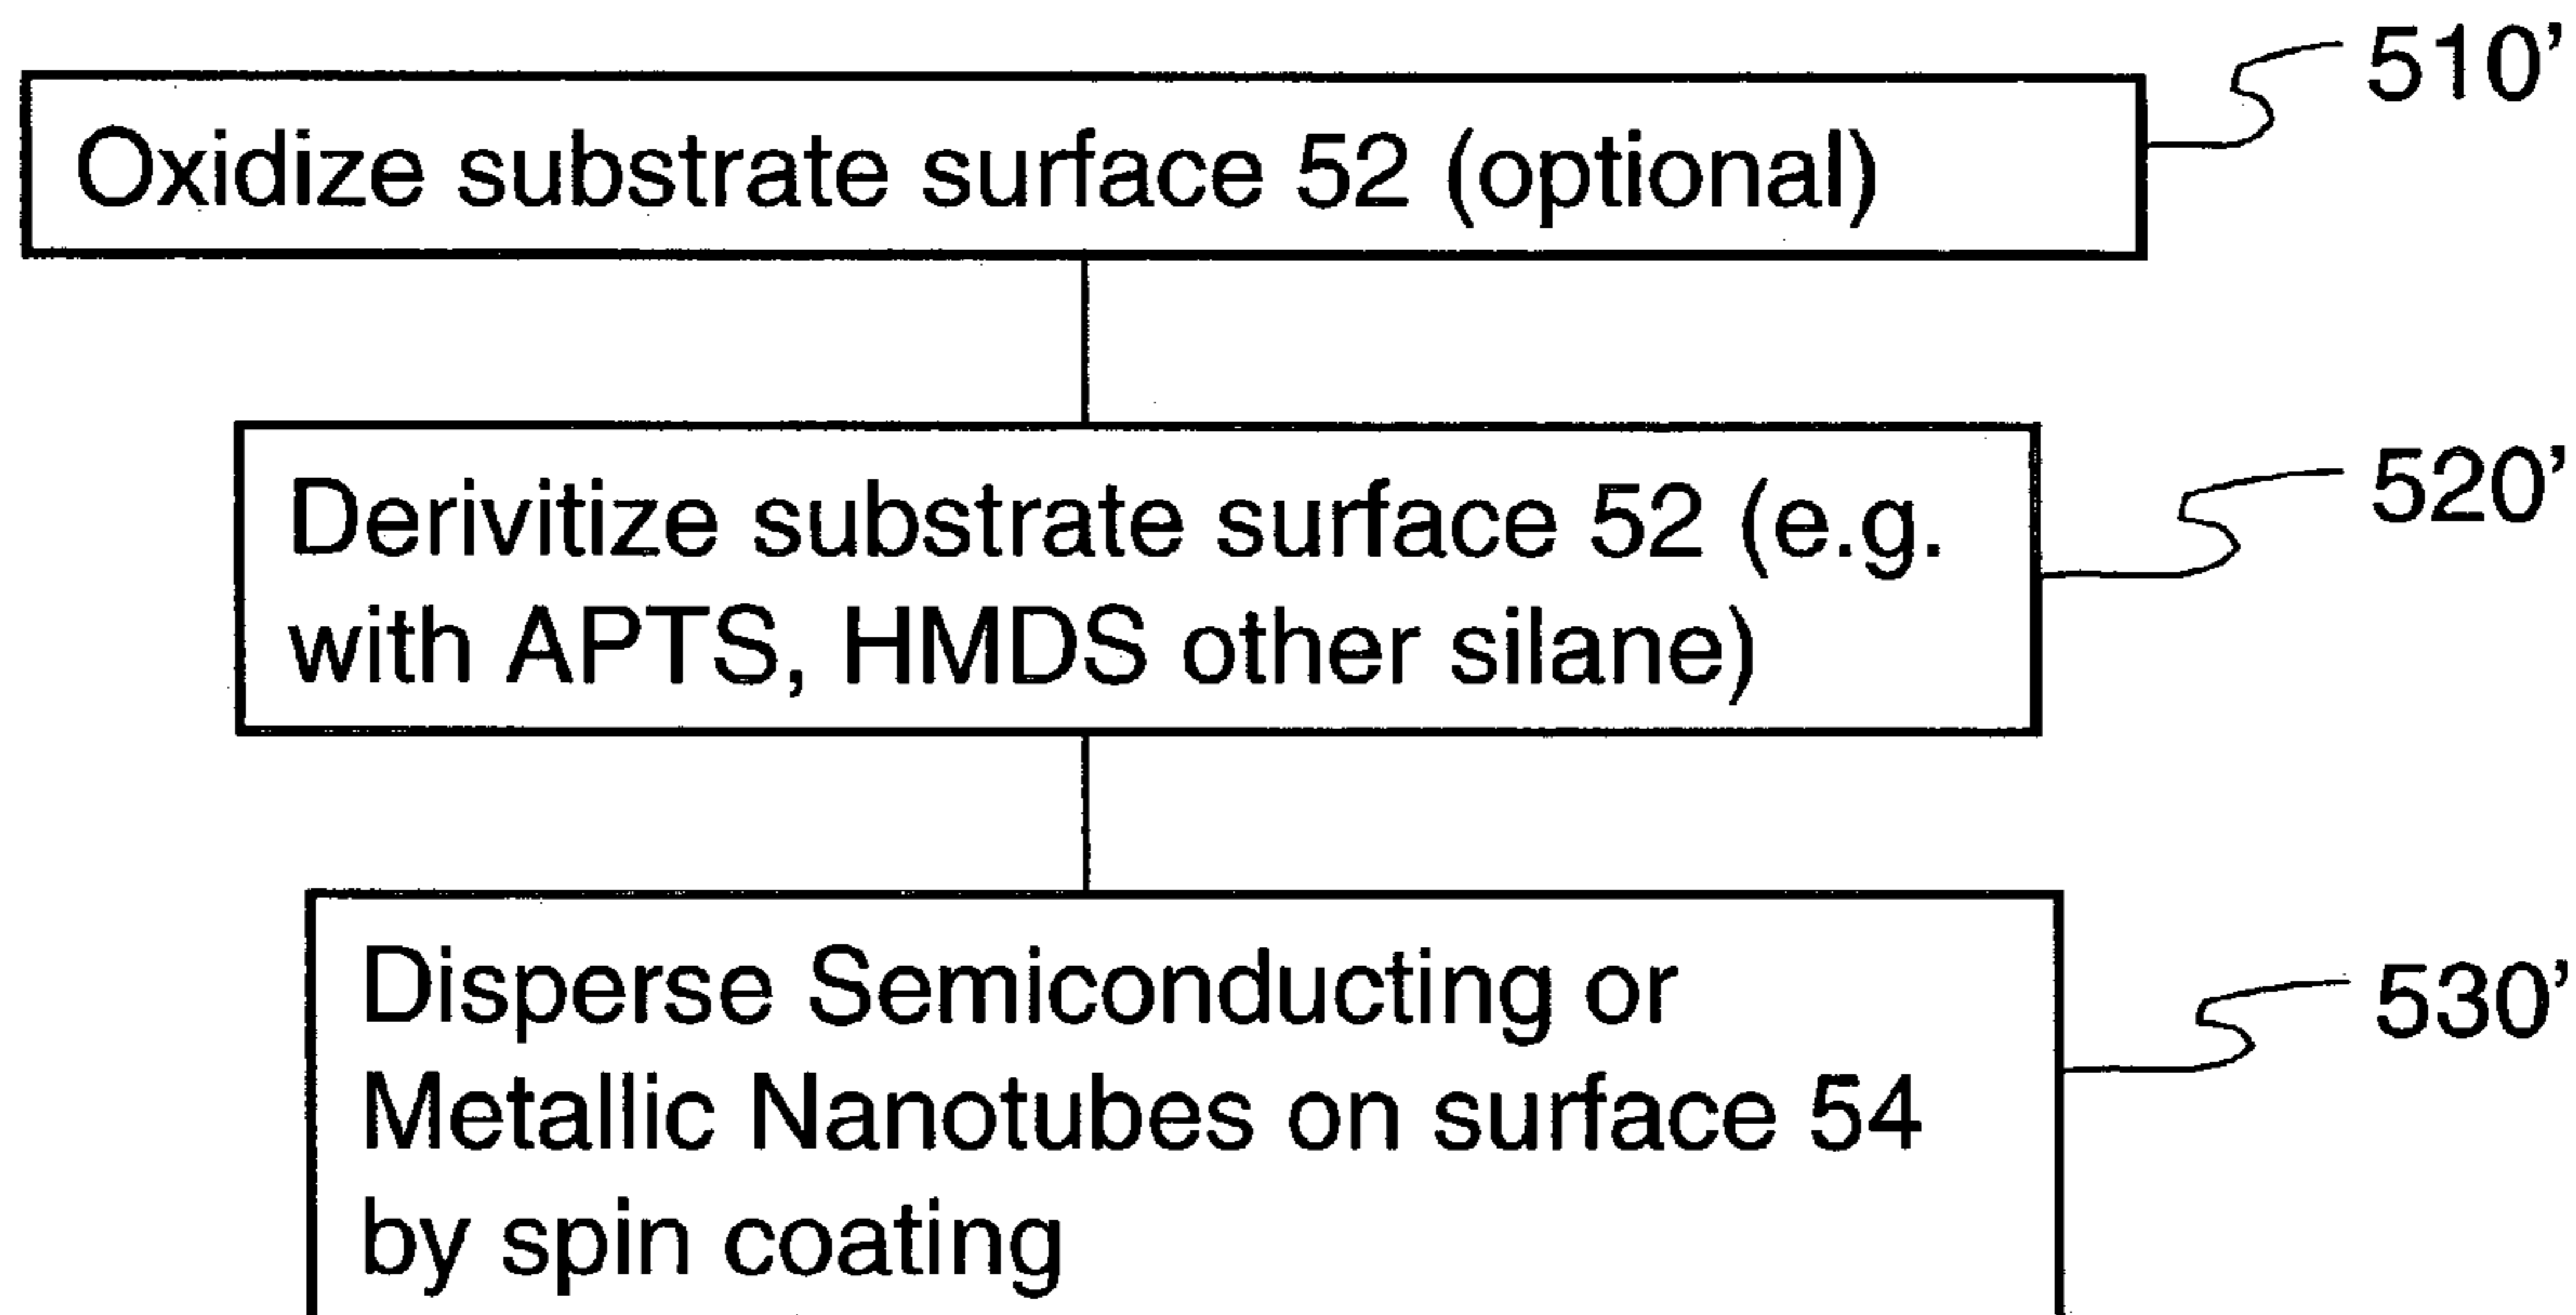 510’
Oxidize substrate surface 52 (optional)
520’
Derivitize substrate surface 52 (e.g.
with APTS, HMDS other silane)
530’
Disperse Semiconducting or
Metallic Nanotubes on surface 54
by spin coating